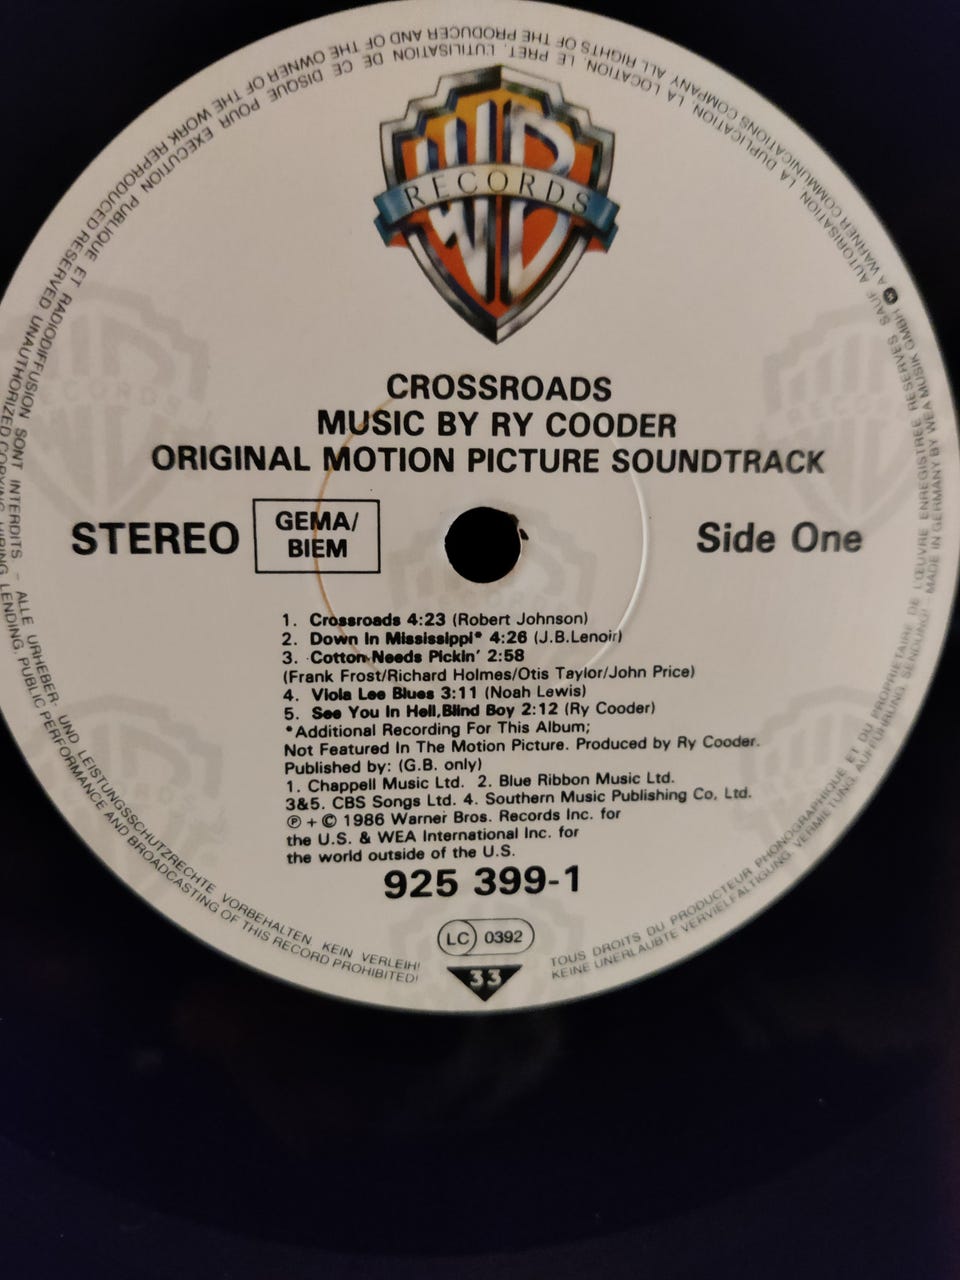 WB
RECORDS
CROSSROADS
MUSIC BY RY COODER
ORIGINAL MOTION PICTURE SOUNDTRACK
STEREO
GEMA/
BIEM
Side One
1. Crossroads 4:23 (Robert Johnson)
2. Down In Mississippi* 4:26 (J.B.Lenoir)
3. Cotton Needs Pickin' 2:58
(Frank Frost/Richard Holmes/Otis Taylor/John Price)
4. Viola Lee Blues 3:11 (Noah Lewis)
5. See You In Hell,Blind Boy 2:12 (Ry Cooder)
*Additional Recording For This Album;
Not Featured In The Motion Picture. Produced by Ry Cooder.
Published by: (G.B. only)
1. Chappell Music Ltd. 2. Blue Ribbon Music Ltd.
3&5. CBS Songs Ltd. 4. Southern Music Publishing Co, Ltd.
℗ + © 1986 Warner Bros. Records Inc. for
the U.S. & WEA International Inc. for
the world outside of the U.S.
925 399-1
LC 0392
33
TOUS DROITS DU PRODUCTEUR PHONOGRAPHIQUE ET DU PROPRIETAIRE DE L'ŒUVRE ENREGISTREE RESERVES SAUF AUTORISATION, LA DUPLICATION, LA LOCATION, LE PRET, L'UTILISATION DE CE DISQUE POUR EXECUTION PUBLIQUE ET RADIODIFFUSION SONT INTERDITS. - ALLE URHEBER- UND LEISTUNGSSCHUTZRECHTE VORBEHALTEN KEIN VERLEIH!
KEINE UNERLAUBTE VERVIELFÄLTIGUNG, VERMIETUNG, AUFFÜHRUNG, SENDUNG! - MADE IN GERMANY BY WEA MUSIK GMBH A WARNER COMMUNICATIONS COMPANY ALL RIGHTS OF THE PRODUCER AND OF THE OWNER OF THE WORK REPRODUCED RESERVED UNAUTHORIZED COPYING, HIRING, LENDING, PUBLIC PERFORMANCE AND BROADCASTING OF THIS RECORD PROHIBITED!